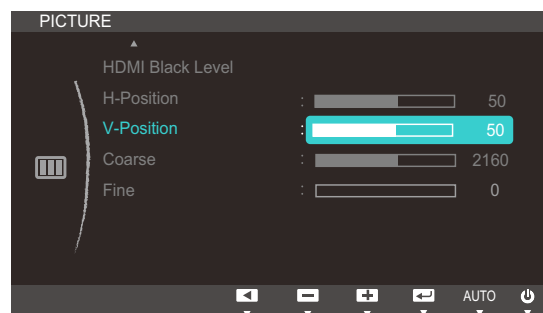 PICTURE
HDMI Black Level
H-Position : 50
V-Position : 50
Coarse : 2160
Fine : 0
AUTO